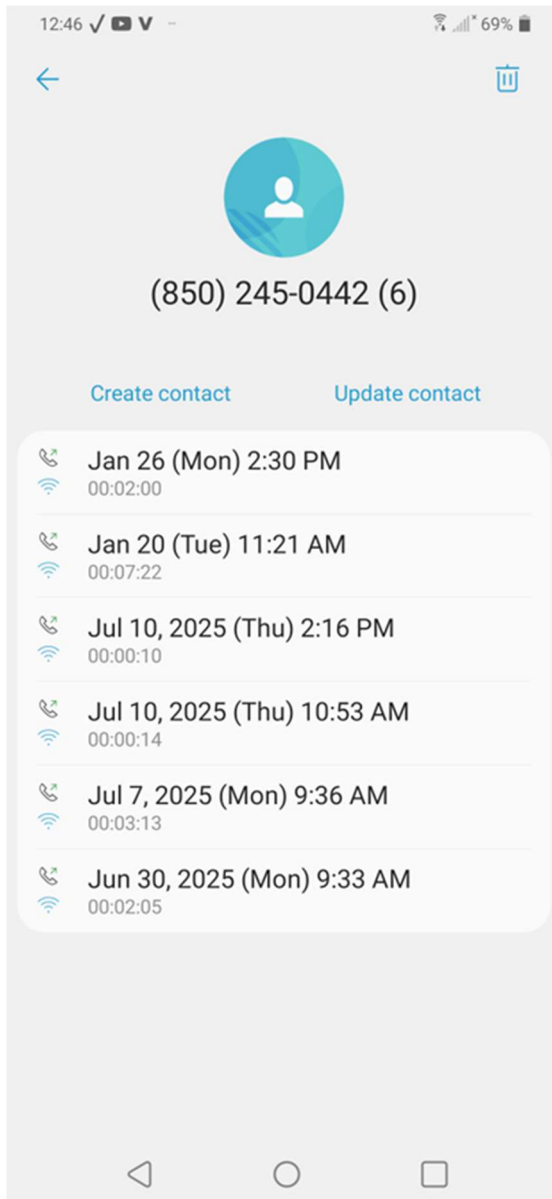 12:46
69%
(850) 245-0442 (6)
Create contact Update contact
Jan 26 (Mon) 2:30 PM
00:02:00
Jan 20 (Tue) 11:21 AM
00:07:22
Jul 10, 2025 (Thu) 2:16 PM
00:00:10
Jul 10, 2025 (Thu) 10:53 AM
00:00:14
Jul 7, 2025 (Mon) 9:36 AM
00:03:13
Jun 30, 2025 (Mon) 9:33 AM
00:02:05